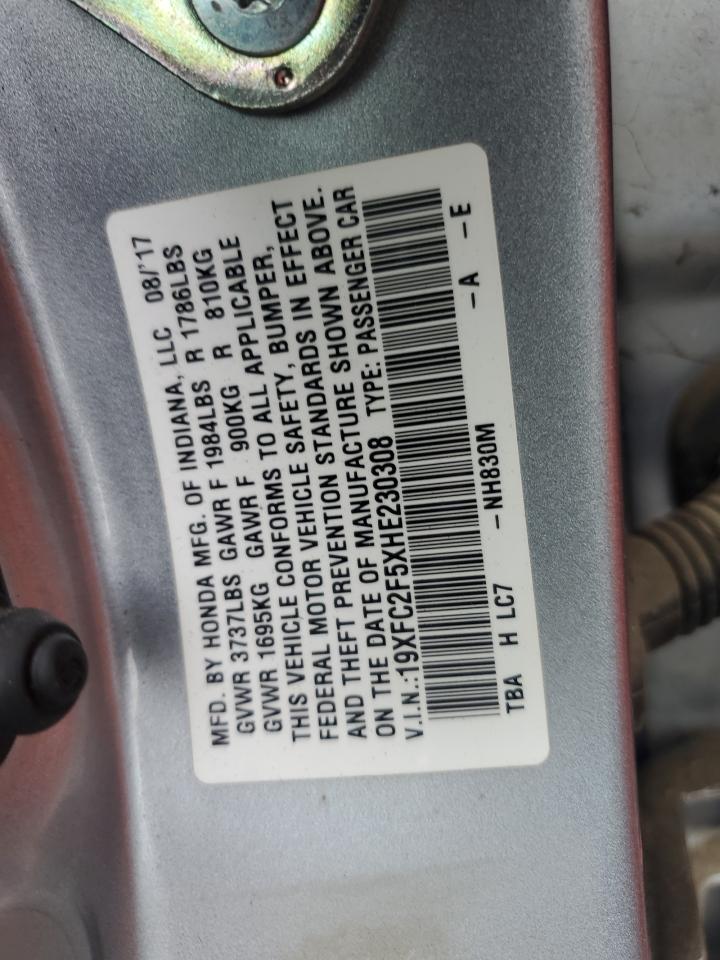 MFD. BY HONDA MFG. OF INDIANA, LLC 08/'17
GVWR 3737LBS GAWR F 1984LBS R 1786LBS
GVWR 1695KG GAWR F 900KG R 810KG
THIS VEHICLE CONFORMS TO ALL APPLICABLE
FEDERAL MOTOR VEHICLE SAFETY, BUMPER,
AND THEFT PREVENTION STANDARDS IN EFFECT
ON THE DATE OF MANUFACTURE SHOWN ABOVE.
V.I.N.:19XFC2F5XHE230308 TYPE: PASSENGER CAR
TBA H LC7 -NH830M -A -E